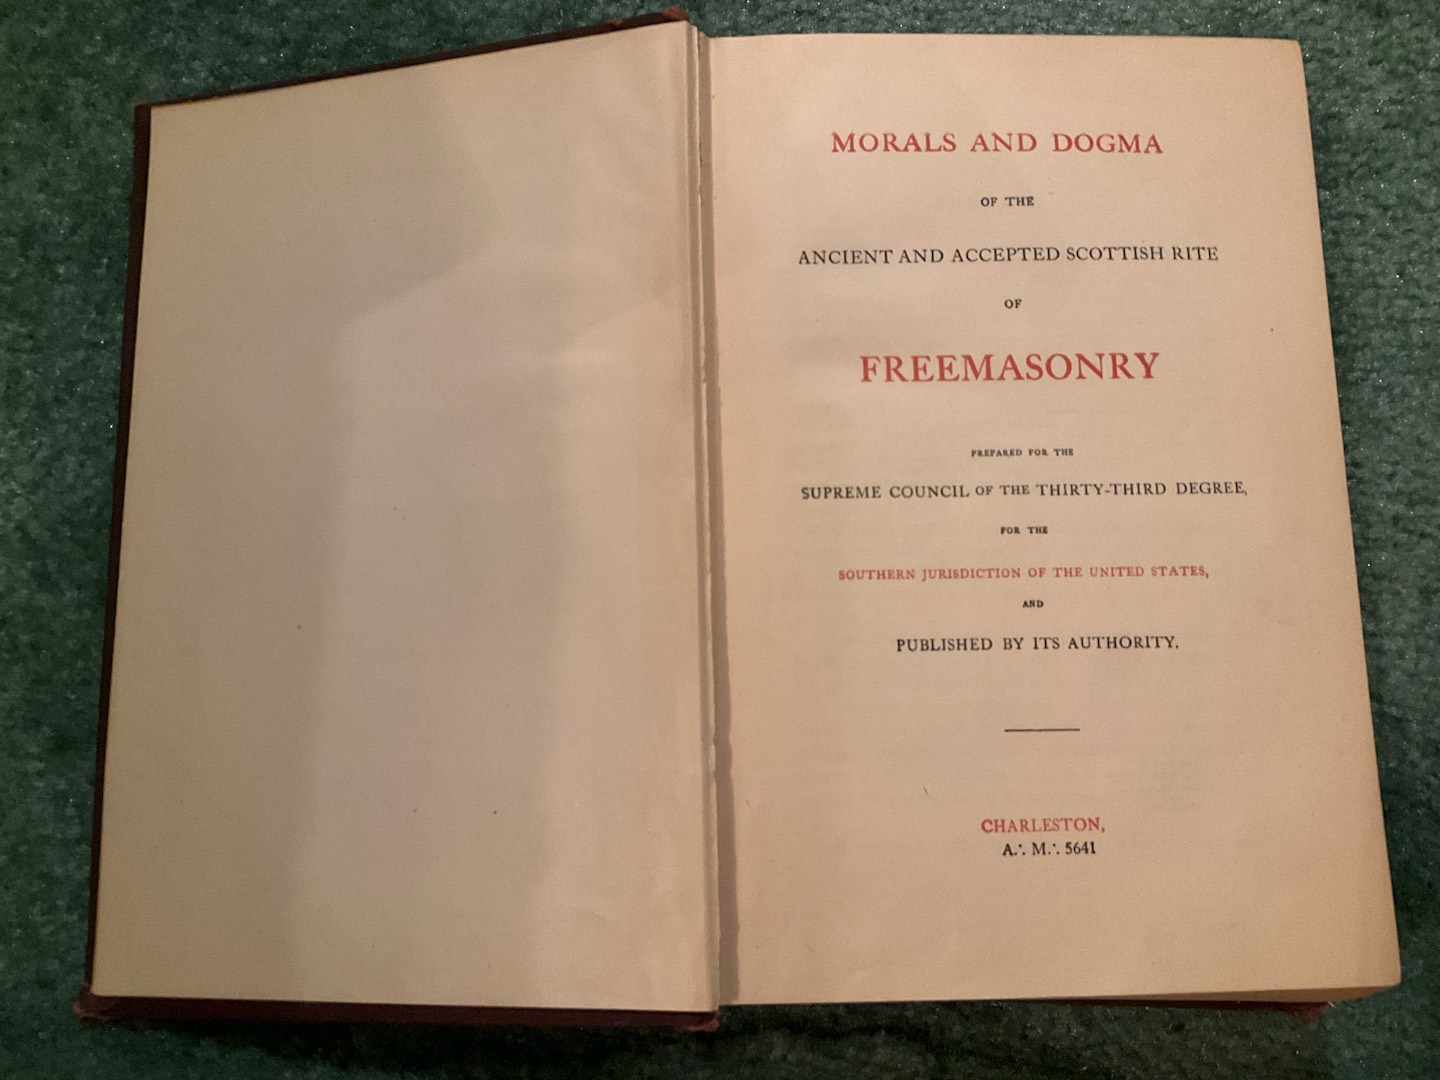 MORALS AND DOGMA
OF THE
ANCIENT AND ACCEPTED SCOTTISH RITE
OF
FREEMASONRY
PREPARED FOR THE
SUPREME COUNCIL OF THE THIRTY-THIRD DEGREE,
FOR THE
SOUTHERN JURISDICTION OF THE UNITED STATES,
AND
PUBLISHED BY ITS AUTHORITY.
CHARLESTON,
A∴ M∴ 5641